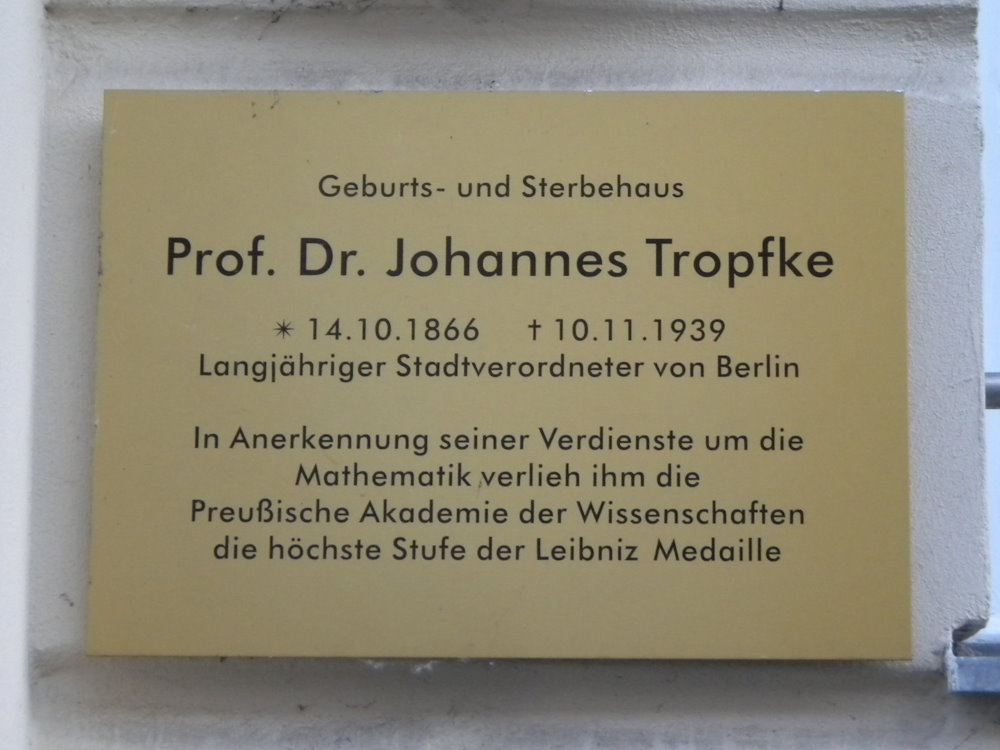 Geburts- und Sterbehaus
Prof. Dr. Johannes Tropfke
✴ 14.10.1866 † 10.11.1939
Langjähriger Stadtverordneter von Berlin
In Anerkennung seiner Verdienste um die
Mathematik verlieh ihm die
Preußische Akademie der Wissenschaften
die höchste Stufe der Leibniz Medaille